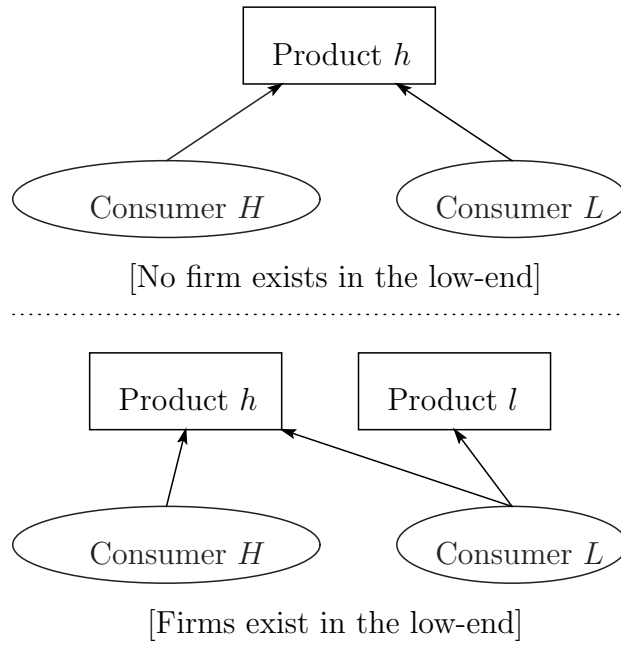 Product h
Consumer H Consumer L
[No firm exists in the low-end]
Product h Product l
Consumer H Consumer L
[Firms exist in the low-end]